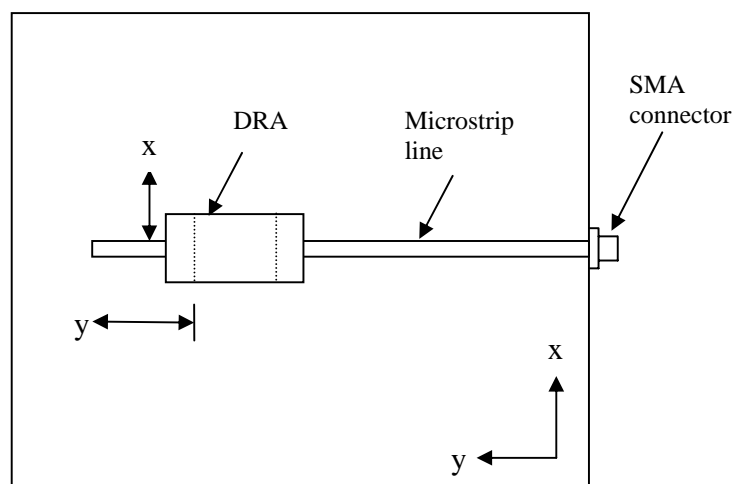 SMA
connector
DRA
Microstrip
line
x
y
x
y